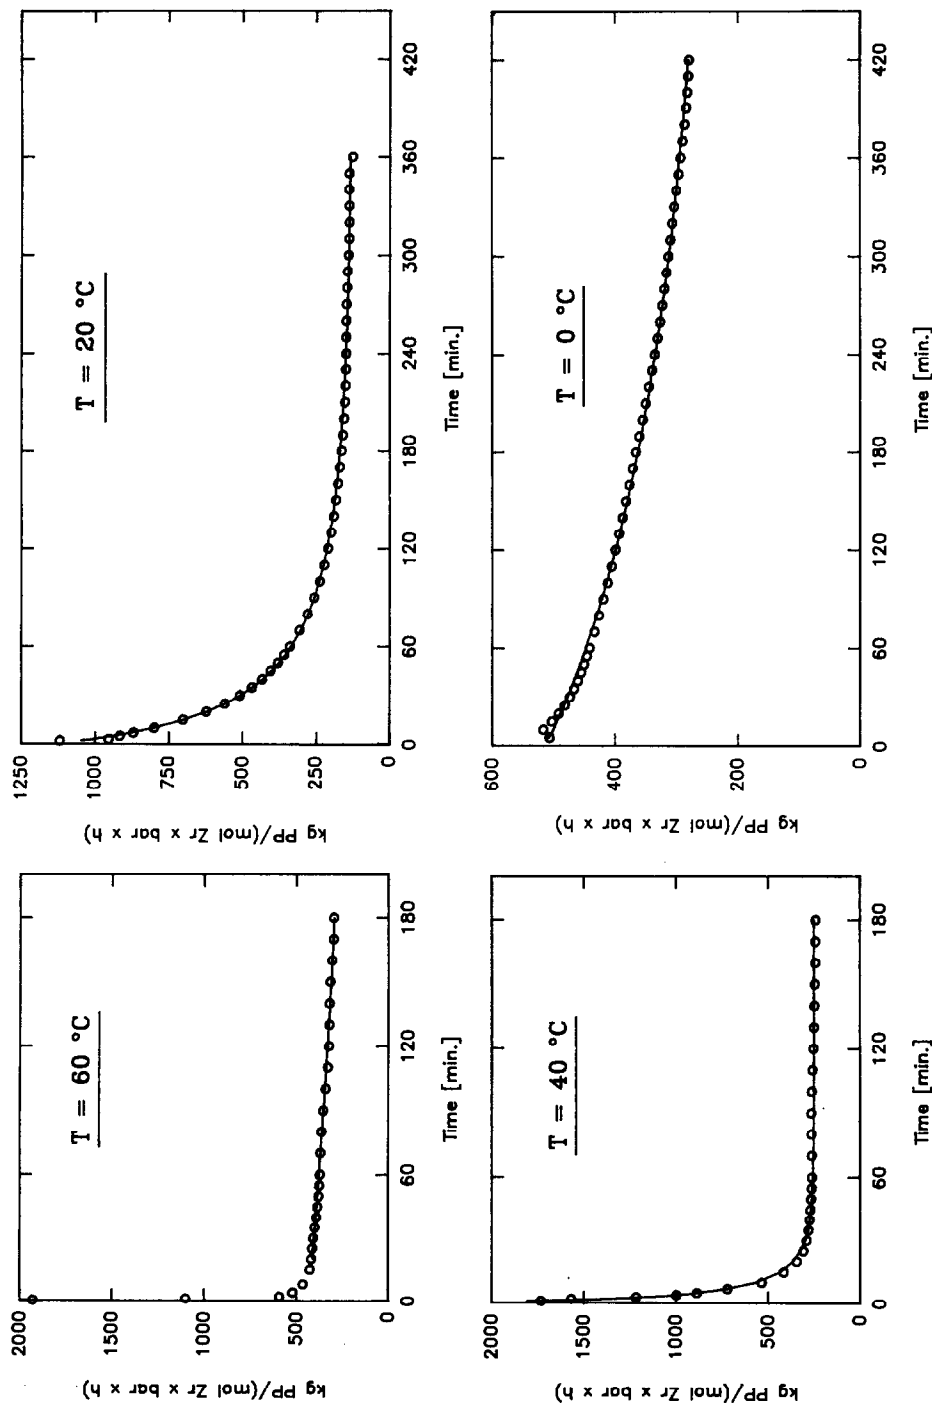 kg PP/(mol Zr x bar x h)
2000
1500
1000
500
0
T = 60 °C
0 60 120 180
Time [min.]
kg PP/(mol Zr x bar x h)
1250
1000
750
500
250
0
T = 20 °C
0 60 120 180 240 300 360 420
Time [min.]
kg PP/(mol Zr x bar x h)
2000
1500
1000
500
0
T = 40 °C
0 60 120 180
Time [min.]
kg PP/(mol Zr x bar x h)
600
400
200
0
T = 0 °C
0 60 120 180 240 300 360 420
Time [min.]